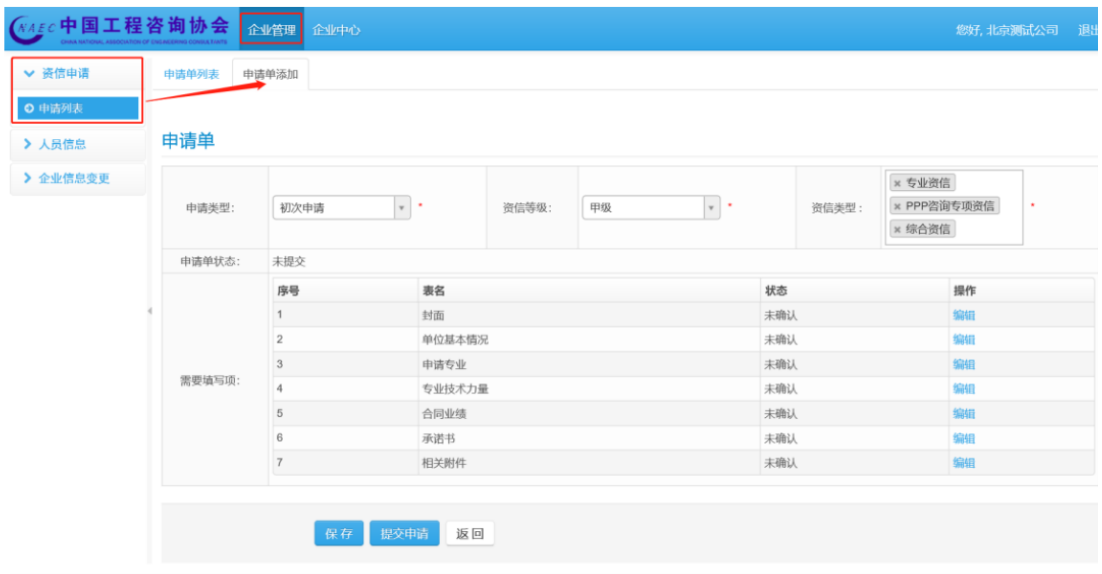 NAEC 中国工程咨询协会 企业管理 企业中心 您好, 北京测试公司 退出
CHINA NATIONAL ASSOCIATION OF ENGINEERING CONSULTANTS
资信申请 申请单列表 申请单添加
申请列表
人员信息 申请单
企业信息变更
申请类型: 初次申请 * 资信等级: 甲级 * 资信类型: × 专业资信
× PPP咨询专项资信 *
× 综合资信
申请单状态: 未提交
需要填写项:
序号 表名 状态 操作
1 封面 未确认 编辑
2 单位基本情况 未确认 编辑
3 申请专业 未确认 编辑
4 专业技术力量 未确认 编辑
5 合同业绩 未确认 编辑
6 承诺书 未确认 编辑
7 相关附件 未确认 编辑
保存 提交申请 返回